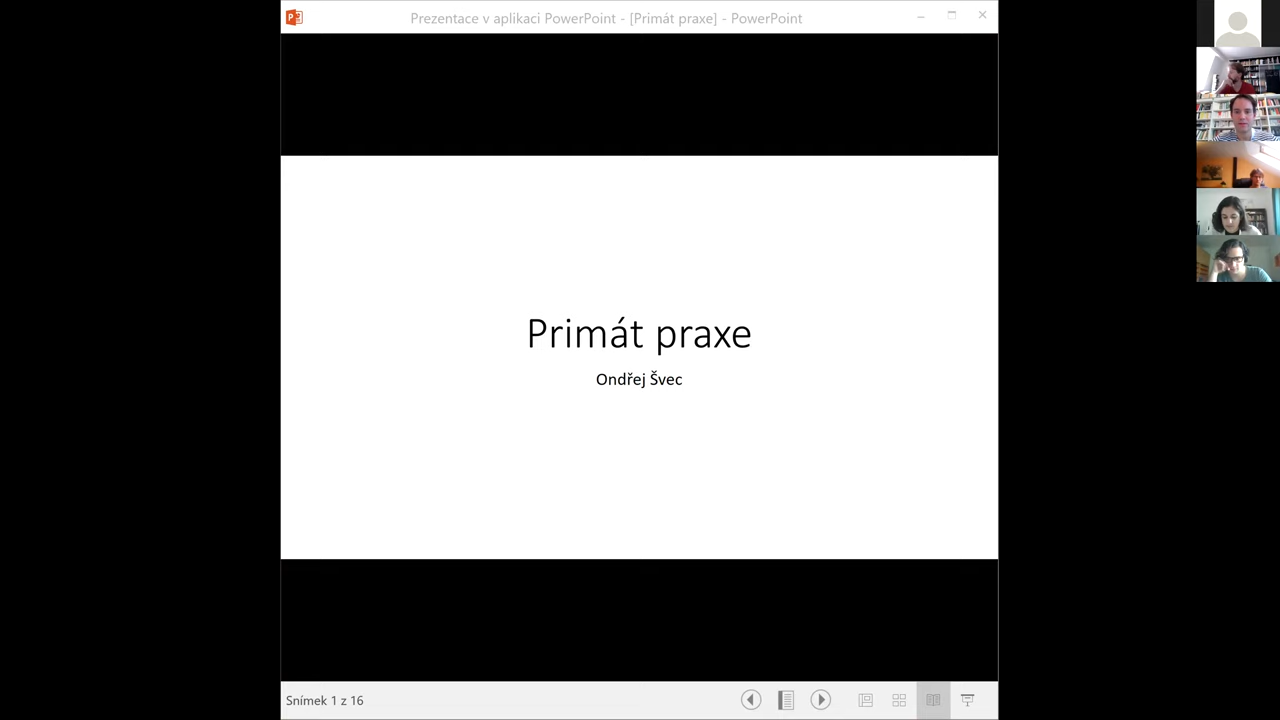 Prezentace v aplikaci PowerPoint - [Primát praxe] - PowerPoint
Primát praxe
Ondřej Švec
Snímek 1 z 16